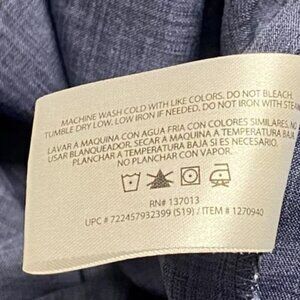 MACHINE WASH COLD WITH LIKE COLORS. DO NOT BLEACH.
TUMBLE DRY LOW. LOW IRON IF NEEDED. DO NOT IRON WITH STEAM
LAVAR A MAQUINA CON AGUA FRIA CON COLORES SIMILARES. NO
USAR BLANQUEADOR. SECAR A MAQUINA A TEMPERATURA BAJA
PLANCHAR A TEMPERATURA BAJA SI ES NECESARIO.
NO PLANCHAR CON VAPOR.
RN# 137013
UPC # 722457932399 (519) / ITEM # 1270940